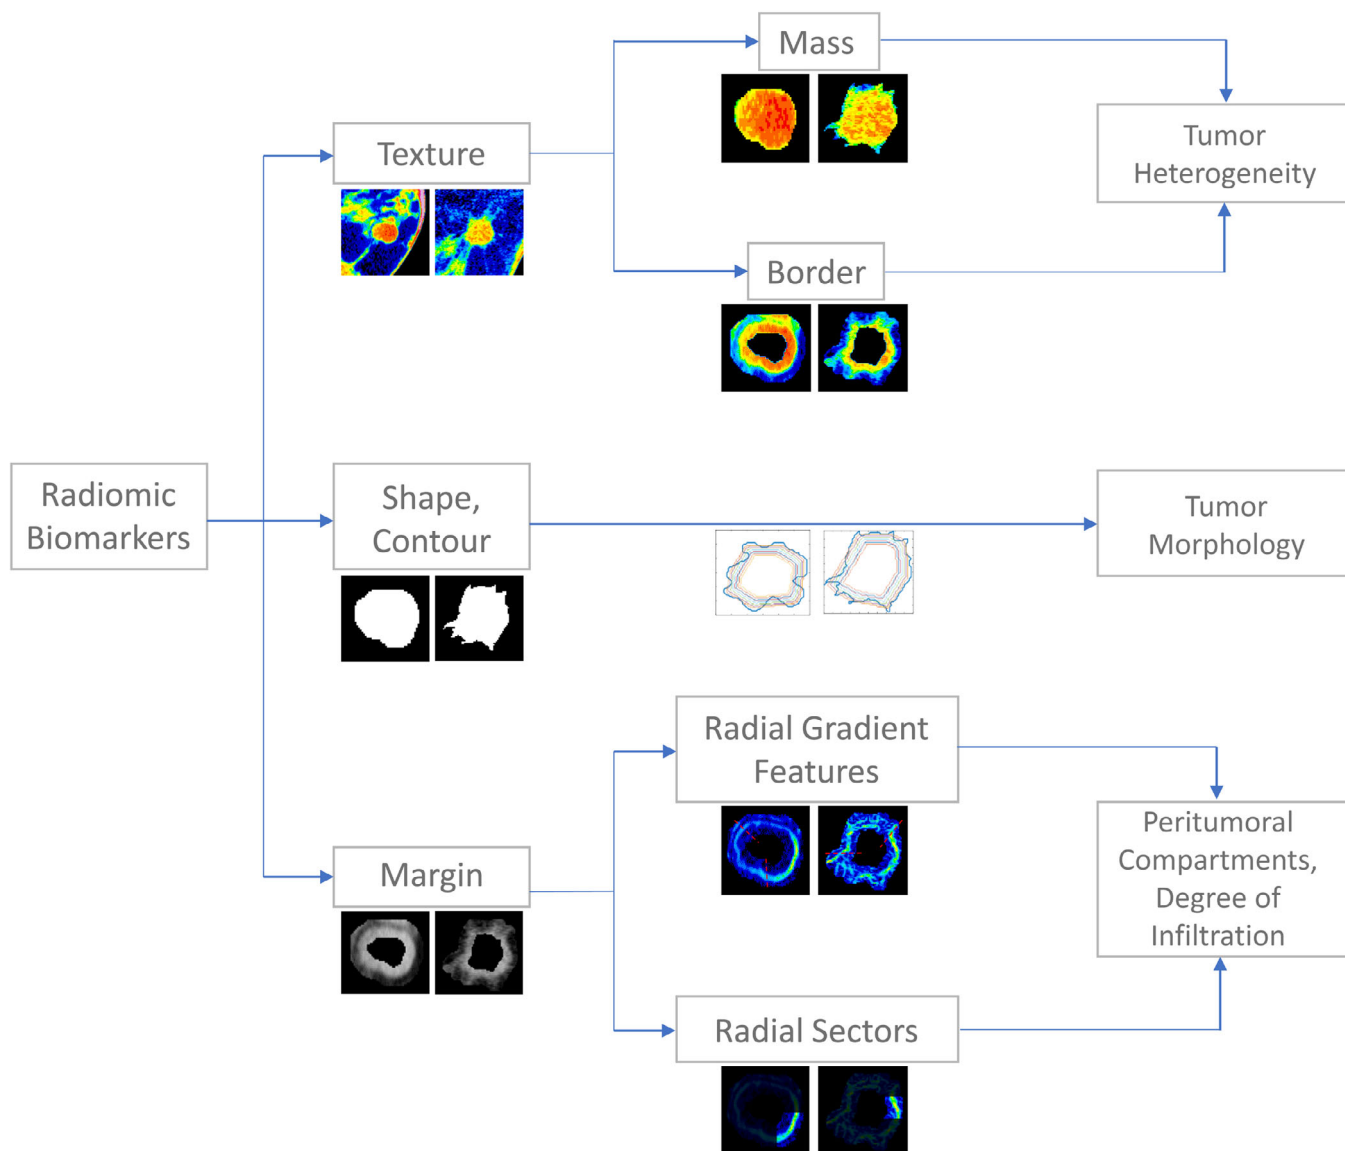 Mass
Tumor
Heterogeneity
Texture
Border
Radiomic
Biomarkers
Shape,
Contour
Tumor
Morphology
Radial Gradient
Features
Peritumoral
Compartments,
Degree of
Infiltration
Margin
Radial Sectors